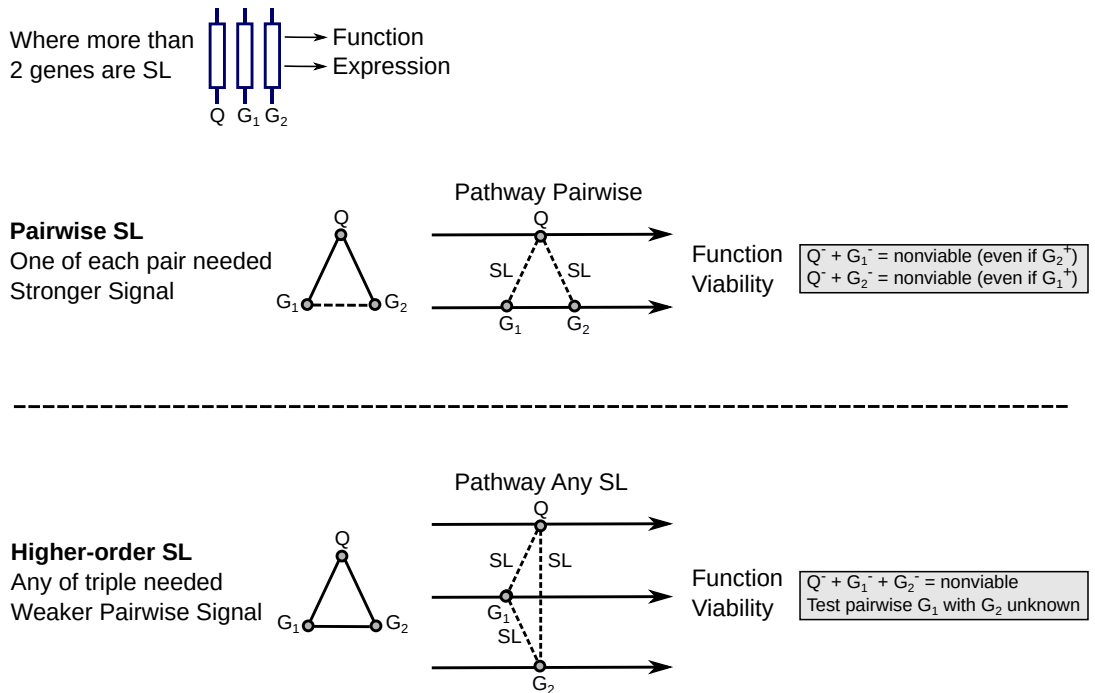 Where more than
2 genes are SL
Function
Expression
Q G₁ G₂
Pairwise SL
One of each pair needed
Stronger Signal
Q
G₁ G₂
Pathway Pairwise
Q
SL SL
G₁ G₂
Function
Viability
Q⁻ + G₁⁻ = nonviable (even if G₂⁺)
Q⁻ + G₂⁻ = nonviable (even if G₁⁺)
Higher-order SL
Any of triple needed
Weaker Pairwise Signal
Q
G₁ G₂
Pathway Any SL
Q
SL SL
G₁
SL
G₂
Function
Viability
Q⁻ + G₁⁻ + G₂⁻ = nonviable
Test pairwise G₁ with G₂ unknown